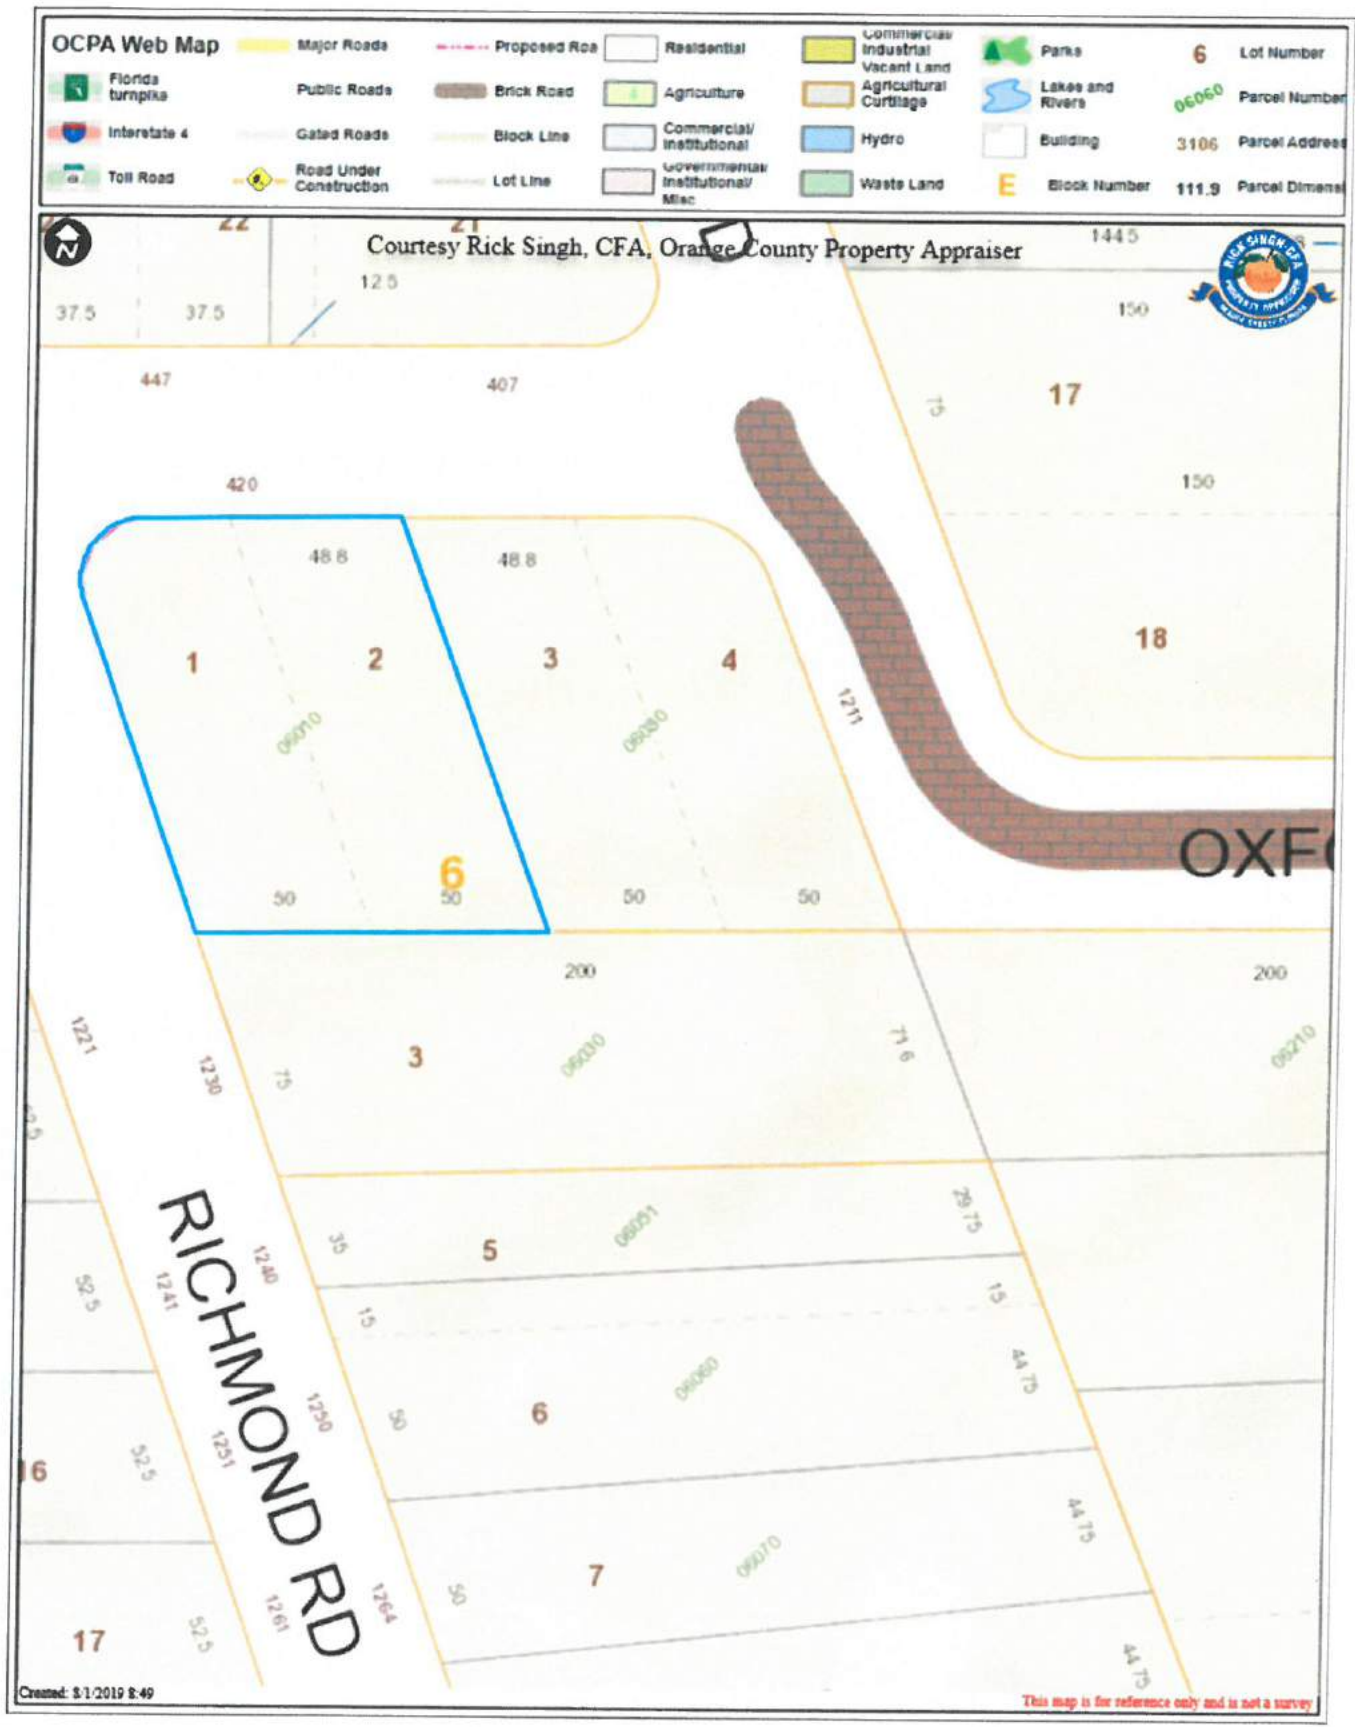 OCPA Web Map
Florida
turnpike
Interstate 4
Toll Road
Major Roads
Public Roads
Gated Roads
Road Under
Construction
Proposed Roa
Brick Road
Block Line
Lot Line
Residential
Agriculture
Commercial/
Institutional
Governmental/
Institutional/
Misc
Commercial/
Industrial
Vacant Land
Agricultural
Curtilage
Hydro
Waste Land
Parks
Lakes and
Rivers
Building
E Block Number
6 Lot Number
06060 Parcel Number
3106 Parcel Address
111.9 Parcel Dimensi
N
22
21
Courtesy Rick Singh, CFA, Orange County Property Appraiser
RICK SINGH, CFA
PROPERTY APPRAISER
144.5
12.5
37.5 37.5
150
447
407
75
17
420
150
48.8
48.8
1
2
3
4
18
06010
06030
1211
6
OXF
50
50
50
50
200
200
1221
3
06030
71.6
1230
75
06210
RICHMOND RD
35
5
06051
29.75
1240
1241
52.5
15
15
06060
44.75
6
1250
50
1251
52.5
16
44.75
7
06070
50
1264
1261
52.5
17
44.75
Created: 8/1/2019 8:49
This map is for reference only and is not a survey